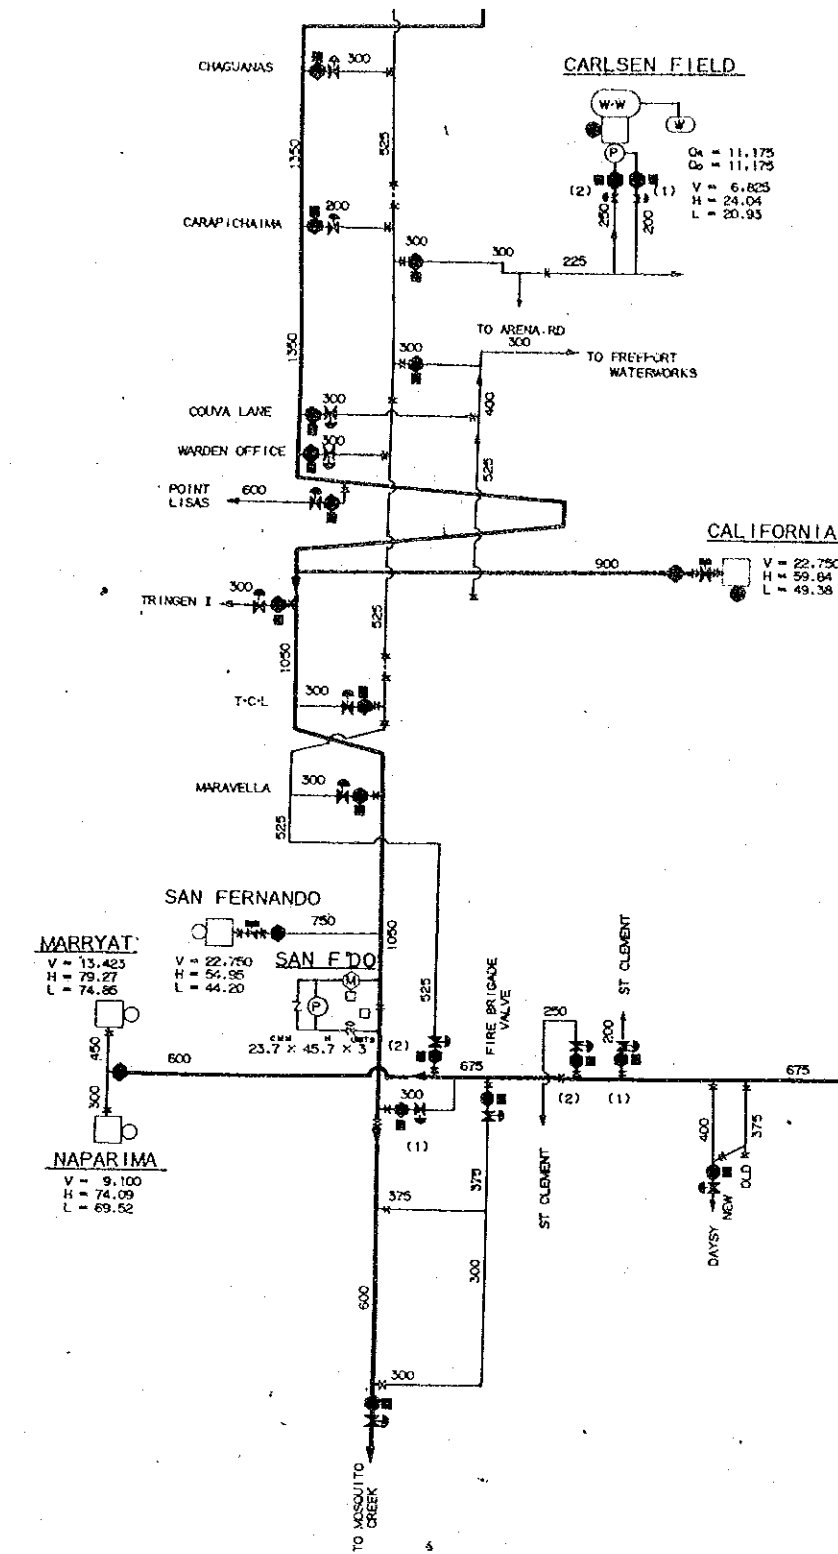 CHAGUANAS
300
CARLSEN FIELD
W·W
W
P
1350
525
Qa = 11.175
Qo = 11.175
V = 6.825
H = 24.04
L = 20.93
(2)
(1)
250
200
CARAPICHAIMA
200
300
300
225
TO ARENA·RD
1350
300
300
TO FREEPORT
WATERWORKS
COUVA LANE
300
400
WARDEN OFFICE
300
POINT
LISAS
600
525
CALIFORNIA
V = 22.750
H = 59.84
L = 49.38
900
TRINGEN I
300
525
1050
T·C·L
300
MARAVELLA
300
525
SAN FERNANDO
750
1050
V = 22.750
H = 54.95
L = 44.20
MARRYAT
V = 13.423
H = 79.27
L = 74.86
SAN F'DO
M
P
20
CMM M UNITS
23.7 X 45.7 X 3
525
(2)
FIRE BRIGADE
VALVE
ST CLEMENT
250
200
450
600
675
675
300
300
(1)
(2)
(1)
NAPARIMA
V = 9.100
H = 74.09
L = 69.52
375
375
400
375
ST CLEMENT
DAYSY
NEW
OLD
600
300
300
TO MOSQUITO
CREEK